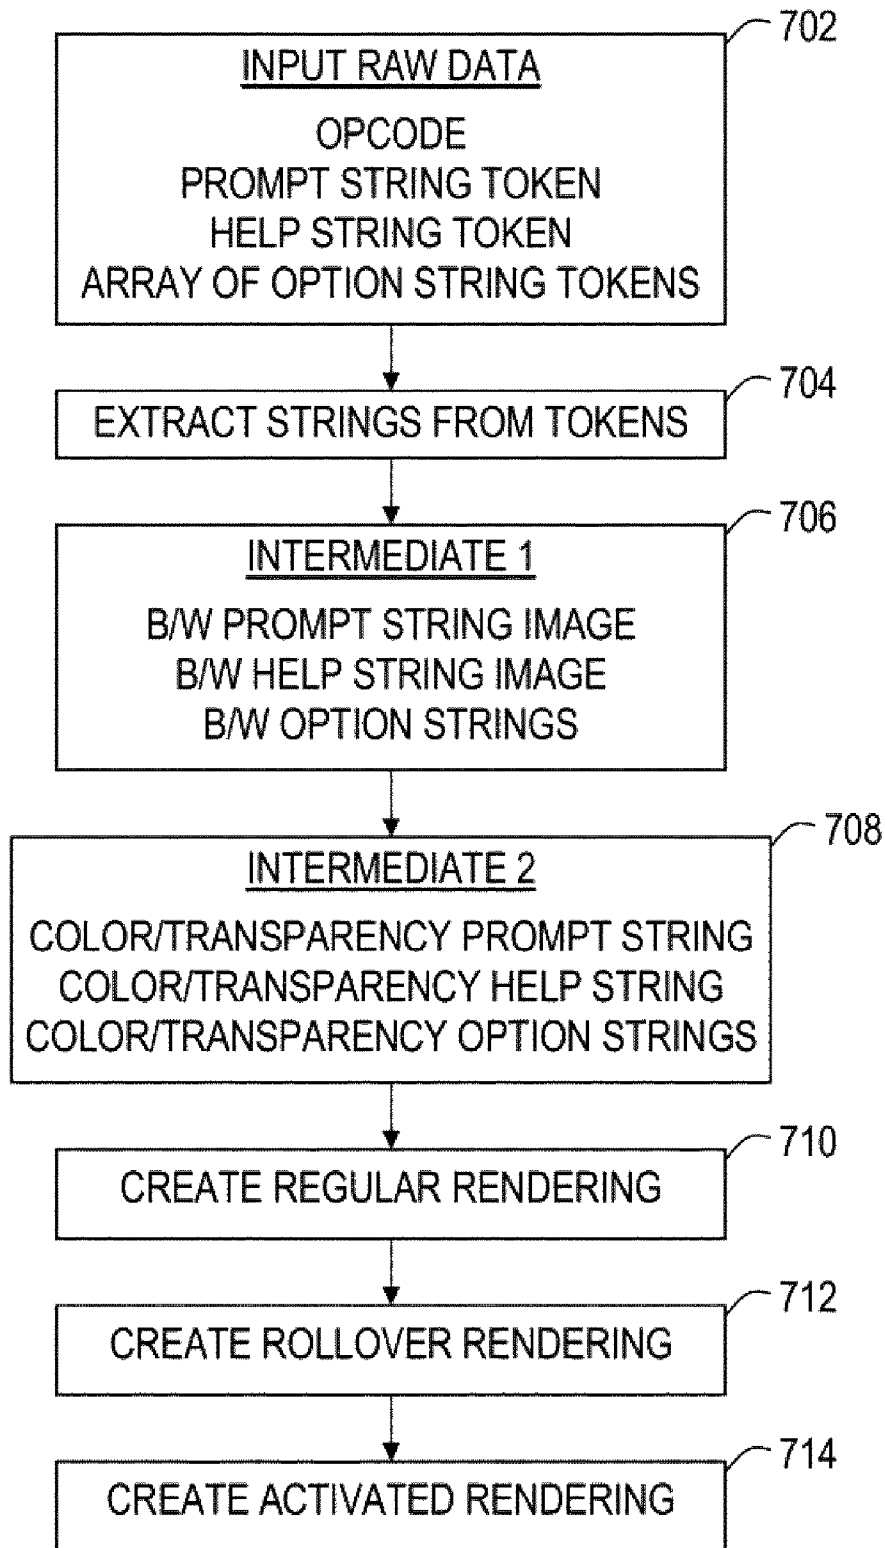 702
INPUT RAW DATA
OPCODE
PROMPT STRING TOKEN
HELP STRING TOKEN
ARRAY OF OPTION STRING TOKENS
704
EXTRACT STRINGS FROM TOKENS
706
INTERMEDIATE 1
B/W PROMPT STRING IMAGE
B/W HELP STRING IMAGE
B/W OPTION STRINGS
708
INTERMEDIATE 2
COLOR/TRANSPARENCY PROMPT STRING
COLOR/TRANSPARENCY HELP STRING
COLOR/TRANSPARENCY OPTION STRINGS
710
CREATE REGULAR RENDERING
712
CREATE ROLLOVER RENDERING
714
CREATE ACTIVATED RENDERING